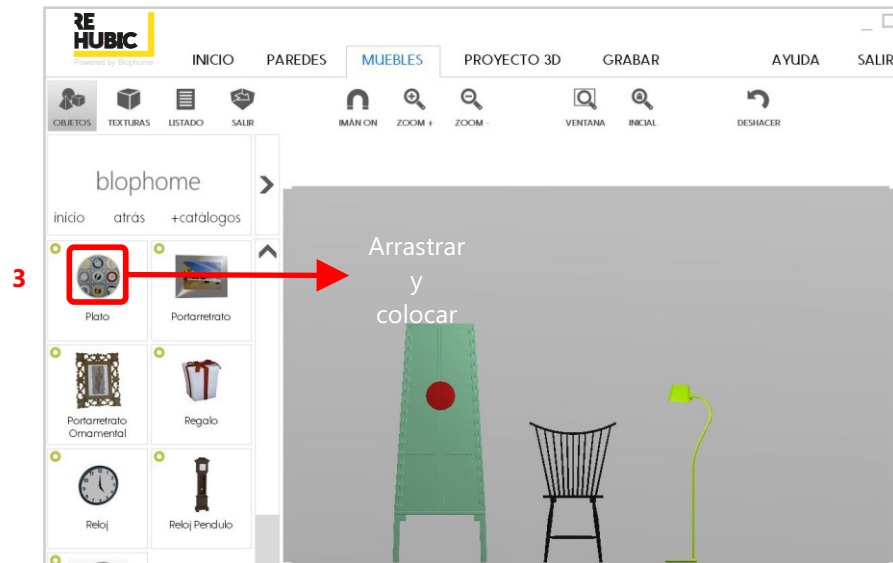 RE
HUBIC
Powered by Blophome
INICIO PAREDES MUEBLES PROYECTO 3D GRABAR AYUDA SALIR
OBJETOS TEXTURAS LISTADO SALIR IMÁN ON ZOOM + ZOOM - VENTANA INICIAL DESHACER
blophome
inicio atrás +catálogos
3
Arrastrar
y
colocar
Plato Portarretrato
Portarretrato
Ornamental
Regalo
Reloj Reloj Pendulo